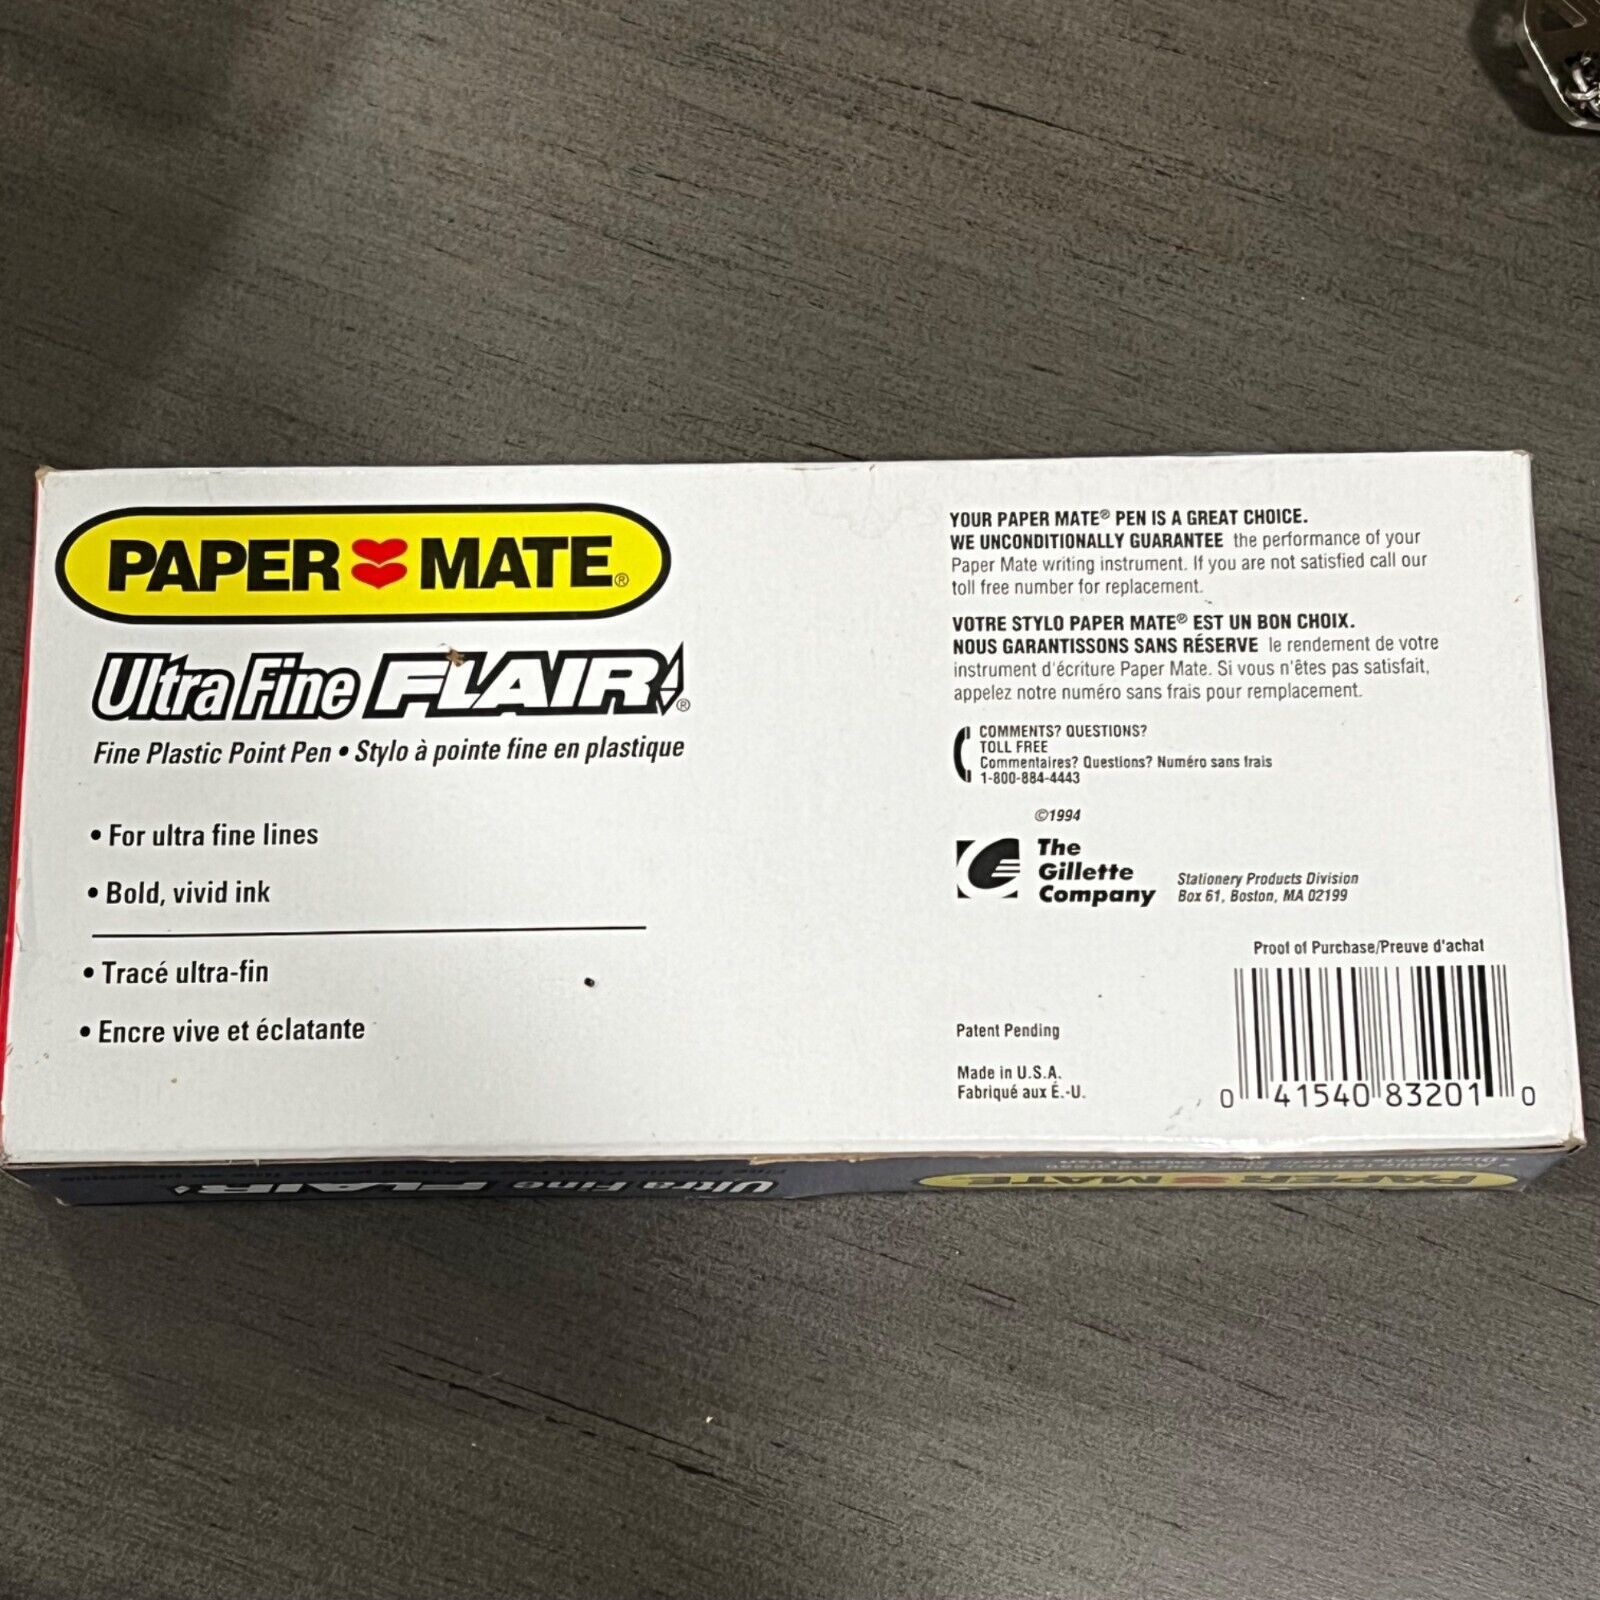 PAPER MATE®
Ultra Fine FLAIR®
Fine Plastic Point Pen • Stylo à pointe fine en plastique
• For ultra fine lines
• Bold, vivid ink
• Tracé ultra-fin
• Encre vive et éclatante
YOUR PAPER MATE® PEN IS A GREAT CHOICE.
WE UNCONDITIONALLY GUARANTEE the performance of your
Paper Mate writing instrument. If you are not satisfied call our
toll free number for replacement.
VOTRE STYLO PAPER MATE® EST UN BON CHOIX.
NOUS GARANTISSONS SANS RÉSERVE le rendement de votre
instrument d'écriture Paper Mate. Si vous n'êtes pas satisfait,
appelez notre numéro sans frais pour remplacement.
COMMENTS? QUESTIONS?
TOLL FREE
Commentaires? Questions? Numéro sans frais
1-800-884-4443
©1994
The
Gillette
Company
Stationery Products Division
Box 61, Boston, MA 02199
Proof of Purchase/Preuve d'achat
Patent Pending
Made in U.S.A.
Fabriqué aux É.-U.
0 41540 83201 0
PAPER MATE
Ultra Fine FLAIR